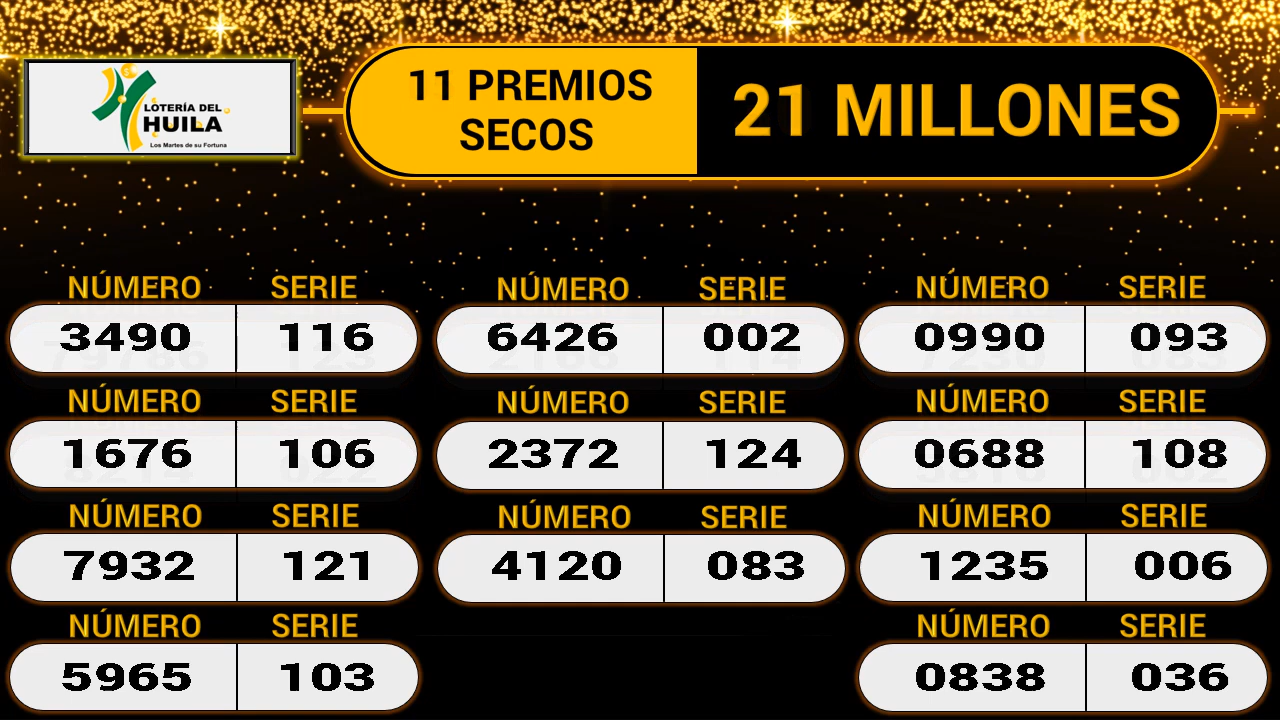 LOTERÍA DEL
HUILA
Los Martes de su Fortuna
11 PREMIOS
SECOS
21 MILLONES
NÚMERO SERIE NÚMERO SERIE NÚMERO SERIE
3490 116 6426 002 0990 093
NÚMERO SERIE NÚMERO SERIE NÚMERO SERIE
1676 106 2372 124 0688 108
NÚMERO SERIE NÚMERO SERIE NÚMERO SERIE
7932 121 4120 083 1235 006
NÚMERO SERIE NÚMERO SERIE
5965 103 0838 036